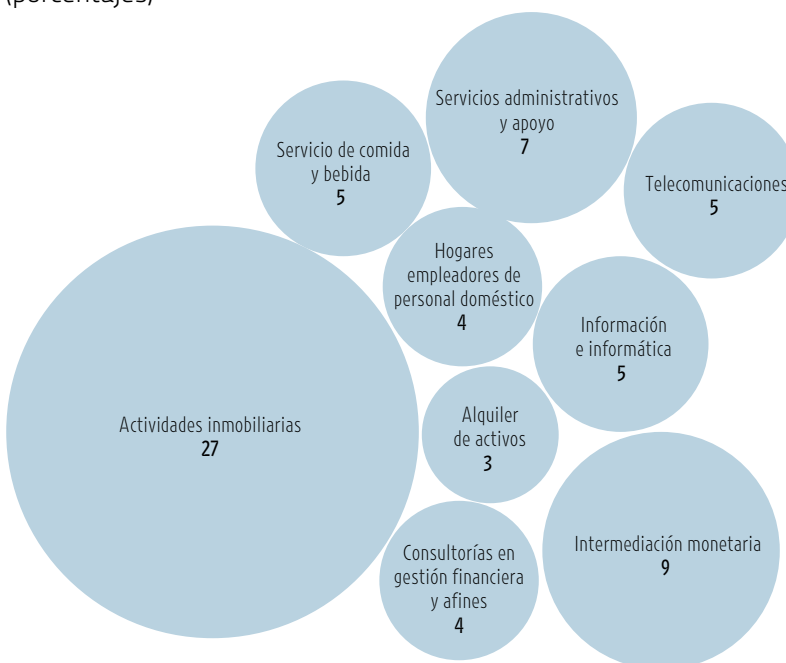 (porcentajes)
Servicios administrativos
y apoyo
7
Servicio de comida
y bebida
5
Telecomunicaciones
5
Hogares
empleadores de
personal doméstico
4
Información
e informática
5
Actividades inmobiliarias
27
Alquiler
de activos
3
Intermediación monetaria
9
Consultorías en
gestión financiera
y afines
4